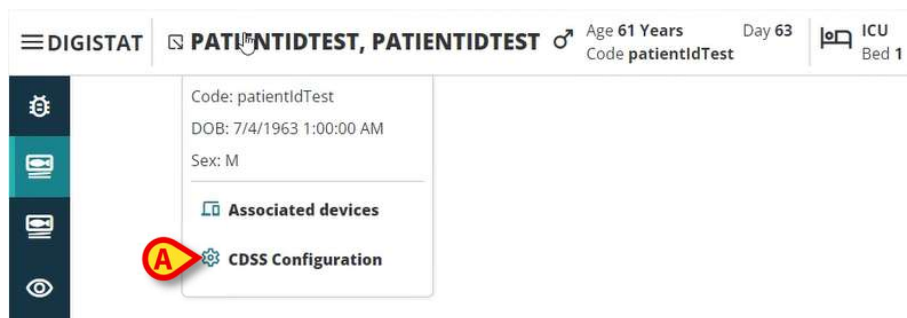 DIGISTAT PATIENTIDTEST, PATIENTIDTEST Age 61 Years Day 63 ICU
Code patientIdTest Bed 1
Code: patientIdTest
DOB: 7/4/1963 1:00:00 AM
Sex: M
Associated devices
A CDSS Configuration